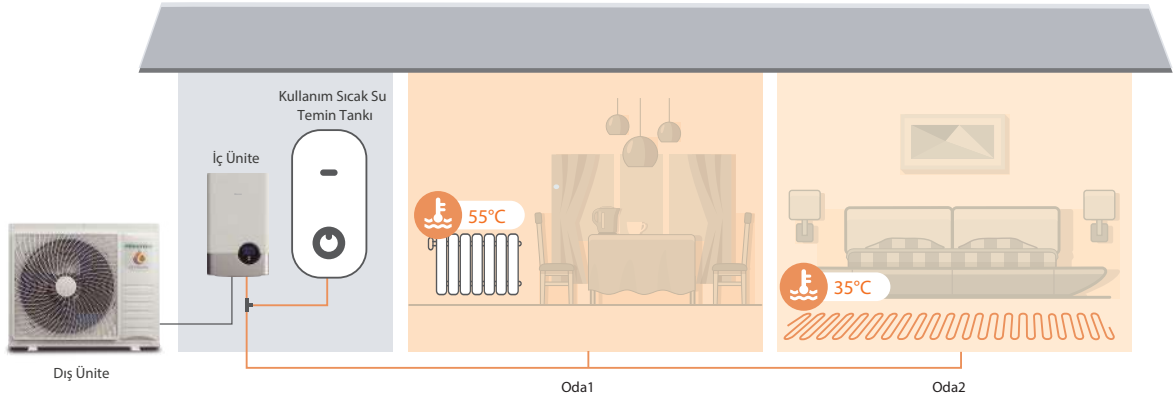 Kullanım Sıcak Su
Temin Tankı
İç Ünite
55°C
35°C
Dış Ünite
Oda1
Oda2